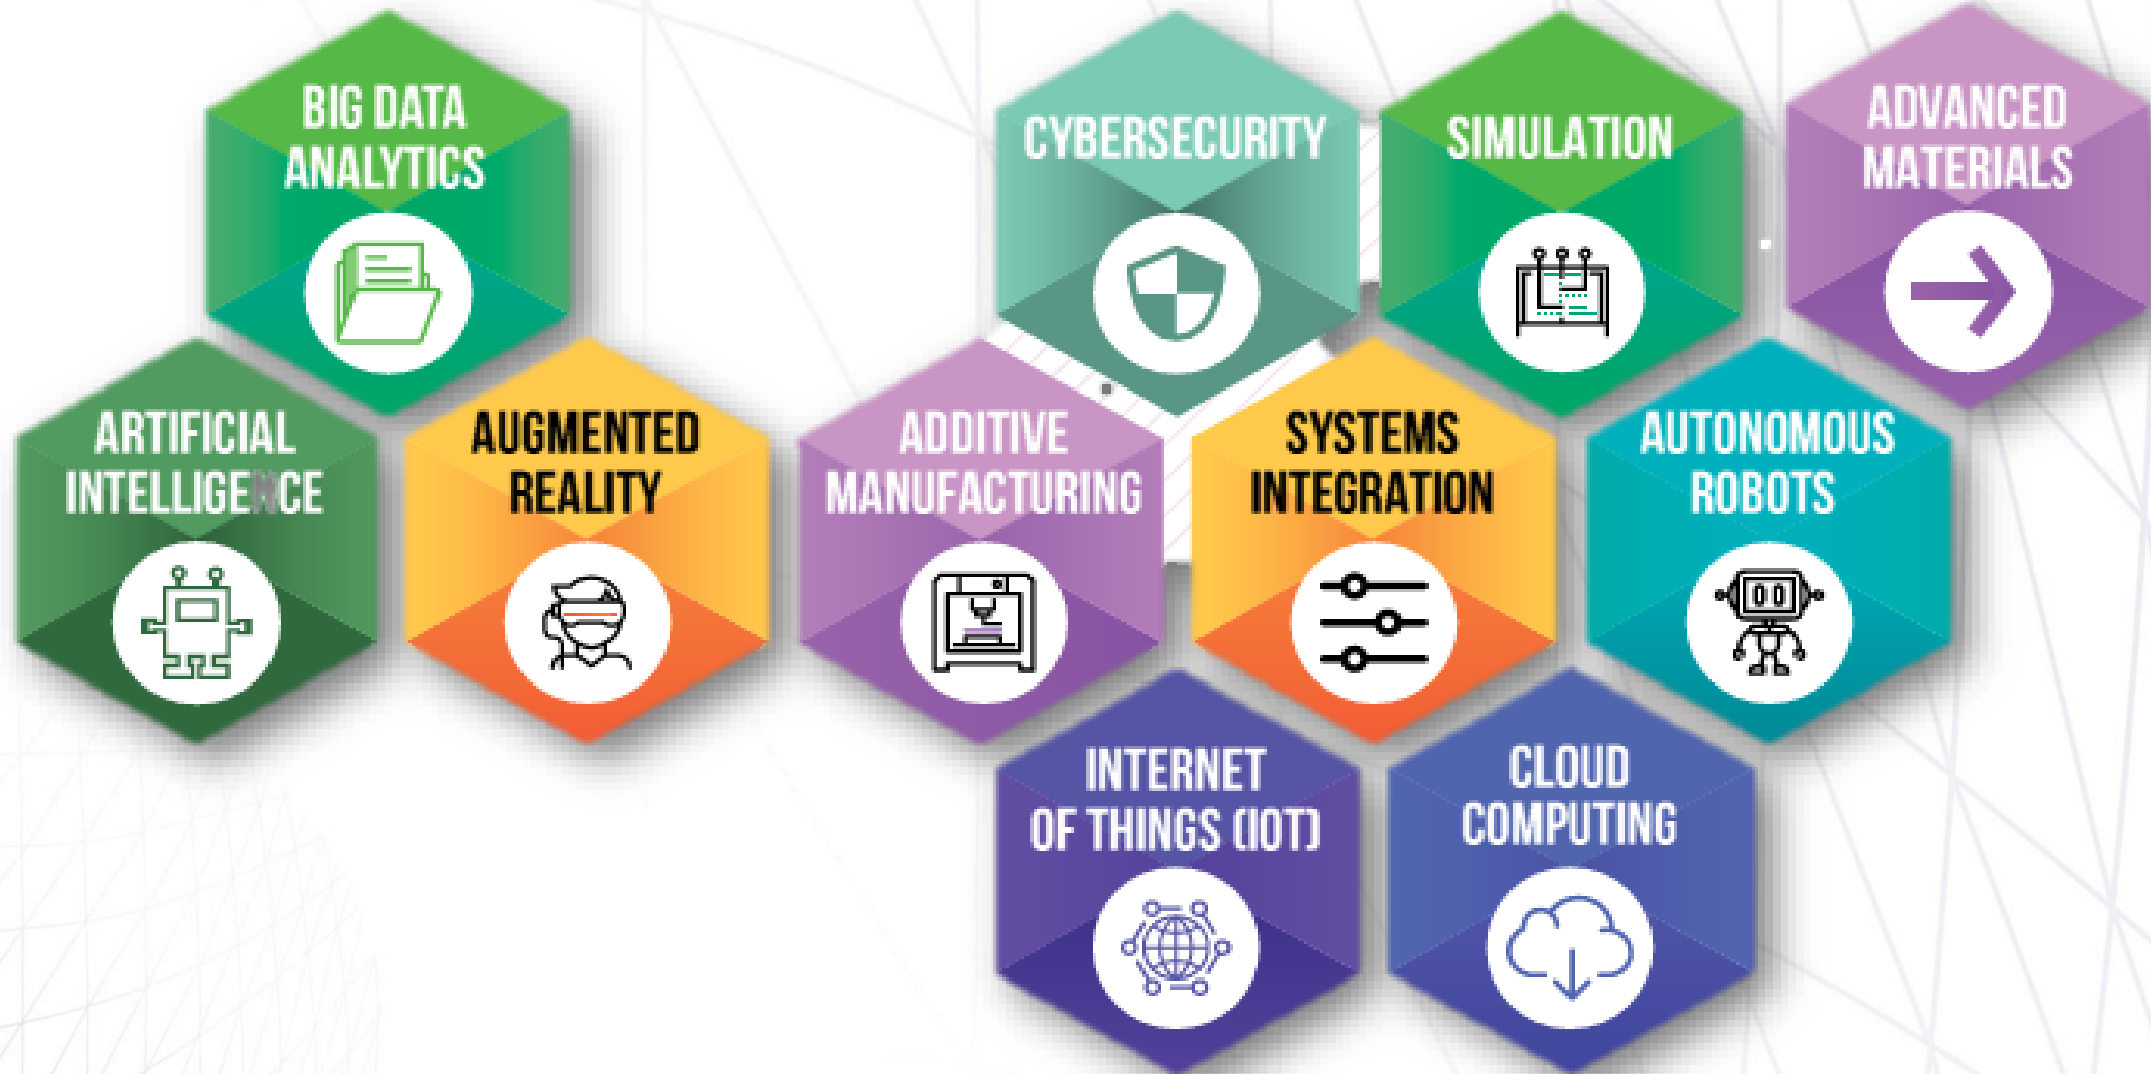 BIG DATA
ANALYTICS
CYBERSECURITY
SIMULATION
ADVANCED
MATERIALS
ARTIFICIAL
INTELLIGENCE
AUGMENTED
REALITY
ADDITIVE
MANUFACTURING
SYSTEMS
INTEGRATION
AUTONOMOUS
ROBOTS
INTERNET
OF THINGS (IOT)
CLOUD
COMPUTING